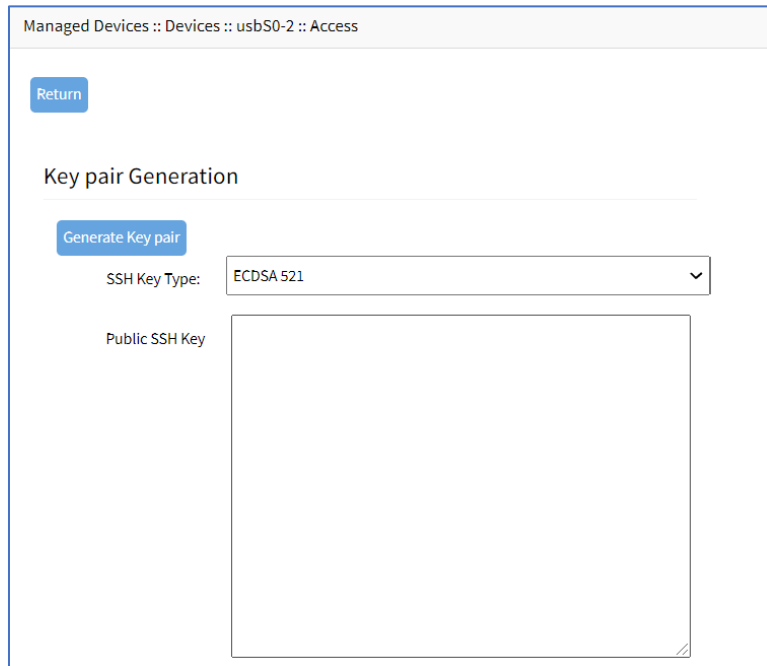 Managed Devices :: Devices :: usbS0-2 :: Access
Return
Key pair Generation
Generate Key pair
SSH Key Type:
ECDSA 521
Public SSH Key